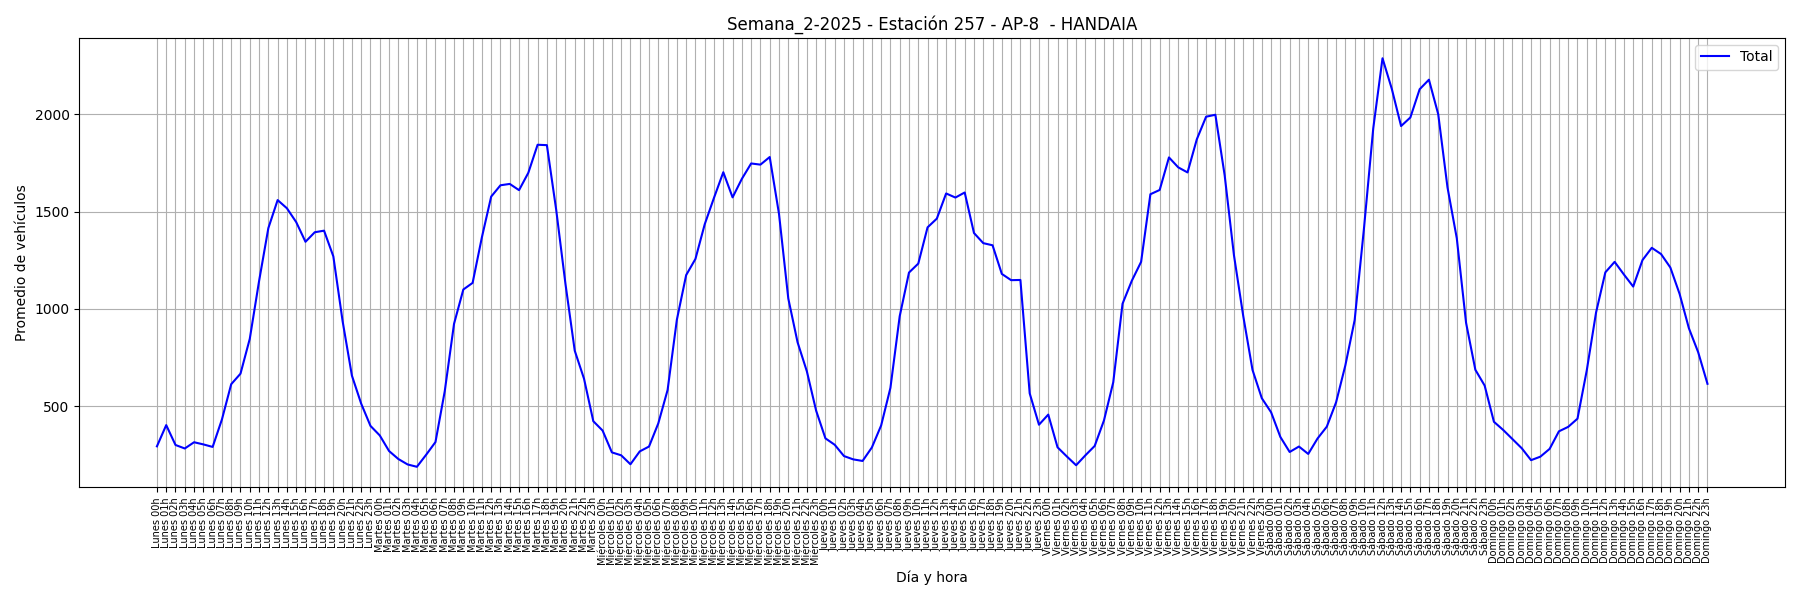 Semana_2-2025 - Estación 257 - AP-8  - HANDAIA
Total
Promedio de vehículos
2000
1500
1000
500
Lunes 00h
Lunes 01h
Lunes 02h
Lunes 03h
Lunes 04h
Lunes 05h
Lunes 06h
Lunes 07h
Lunes 08h
Lunes 09h
Lunes 10h
Lunes 11h
Lunes 12h
Lunes 13h
Lunes 14h
Lunes 15h
Lunes 16h
Lunes 17h
Lunes 18h
Lunes 19h
Lunes 20h
Lunes 21h
Lunes 22h
Lunes 23h
Martes 00h
Martes 01h
Martes 02h
Martes 03h
Martes 04h
Martes 05h
Martes 06h
Martes 07h
Martes 08h
Martes 09h
Martes 10h
Martes 11h
Martes 12h
Martes 13h
Martes 14h
Martes 15h
Martes 16h
Martes 17h
Martes 18h
Martes 19h
Martes 20h
Martes 21h
Martes 22h
Martes 23h
Miércoles 00h
Miércoles 01h
Miércoles 02h
Miércoles 03h
Miércoles 04h
Miércoles 05h
Miércoles 06h
Miércoles 07h
Miércoles 08h
Miércoles 09h
Miércoles 10h
Miércoles 11h
Miércoles 12h
Miércoles 13h
Miércoles 14h
Miércoles 15h
Miércoles 16h
Miércoles 17h
Miércoles 18h
Miércoles 19h
Miércoles 20h
Miércoles 21h
Miércoles 22h
Miércoles 23h
Jueves 00h
Jueves 01h
Jueves 02h
Jueves 03h
Jueves 04h
Jueves 05h
Jueves 06h
Jueves 07h
Jueves 08h
Jueves 09h
Jueves 10h
Jueves 11h
Jueves 12h
Jueves 13h
Jueves 14h
Jueves 15h
Jueves 16h
Jueves 17h
Jueves 18h
Jueves 19h
Jueves 20h
Jueves 21h
Jueves 22h
Jueves 23h
Viernes 00h
Viernes 01h
Viernes 02h
Viernes 03h
Viernes 04h
Viernes 05h
Viernes 06h
Viernes 07h
Viernes 08h
Viernes 09h
Viernes 10h
Viernes 11h
Viernes 12h
Viernes 13h
Viernes 14h
Viernes 15h
Viernes 16h
Viernes 17h
Viernes 18h
Viernes 19h
Viernes 20h
Viernes 21h
Viernes 22h
Viernes 23h
Sábado 00h
Sábado 01h
Sábado 02h
Sábado 03h
Sábado 04h
Sábado 05h
Sábado 06h
Sábado 07h
Sábado 08h
Sábado 09h
Sábado 10h
Sábado 11h
Sábado 12h
Sábado 13h
Sábado 14h
Sábado 15h
Sábado 16h
Sábado 17h
Sábado 18h
Sábado 19h
Sábado 20h
Sábado 21h
Sábado 22h
Sábado 23h
Domingo 00h
Domingo 01h
Domingo 02h
Domingo 03h
Domingo 04h
Domingo 05h
Domingo 06h
Domingo 07h
Domingo 08h
Domingo 09h
Domingo 10h
Domingo 11h
Domingo 12h
Domingo 13h
Domingo 14h
Domingo 15h
Domingo 16h
Domingo 17h
Domingo 18h
Domingo 19h
Domingo 20h
Domingo 21h
Domingo 22h
Domingo 23h
Día y hora